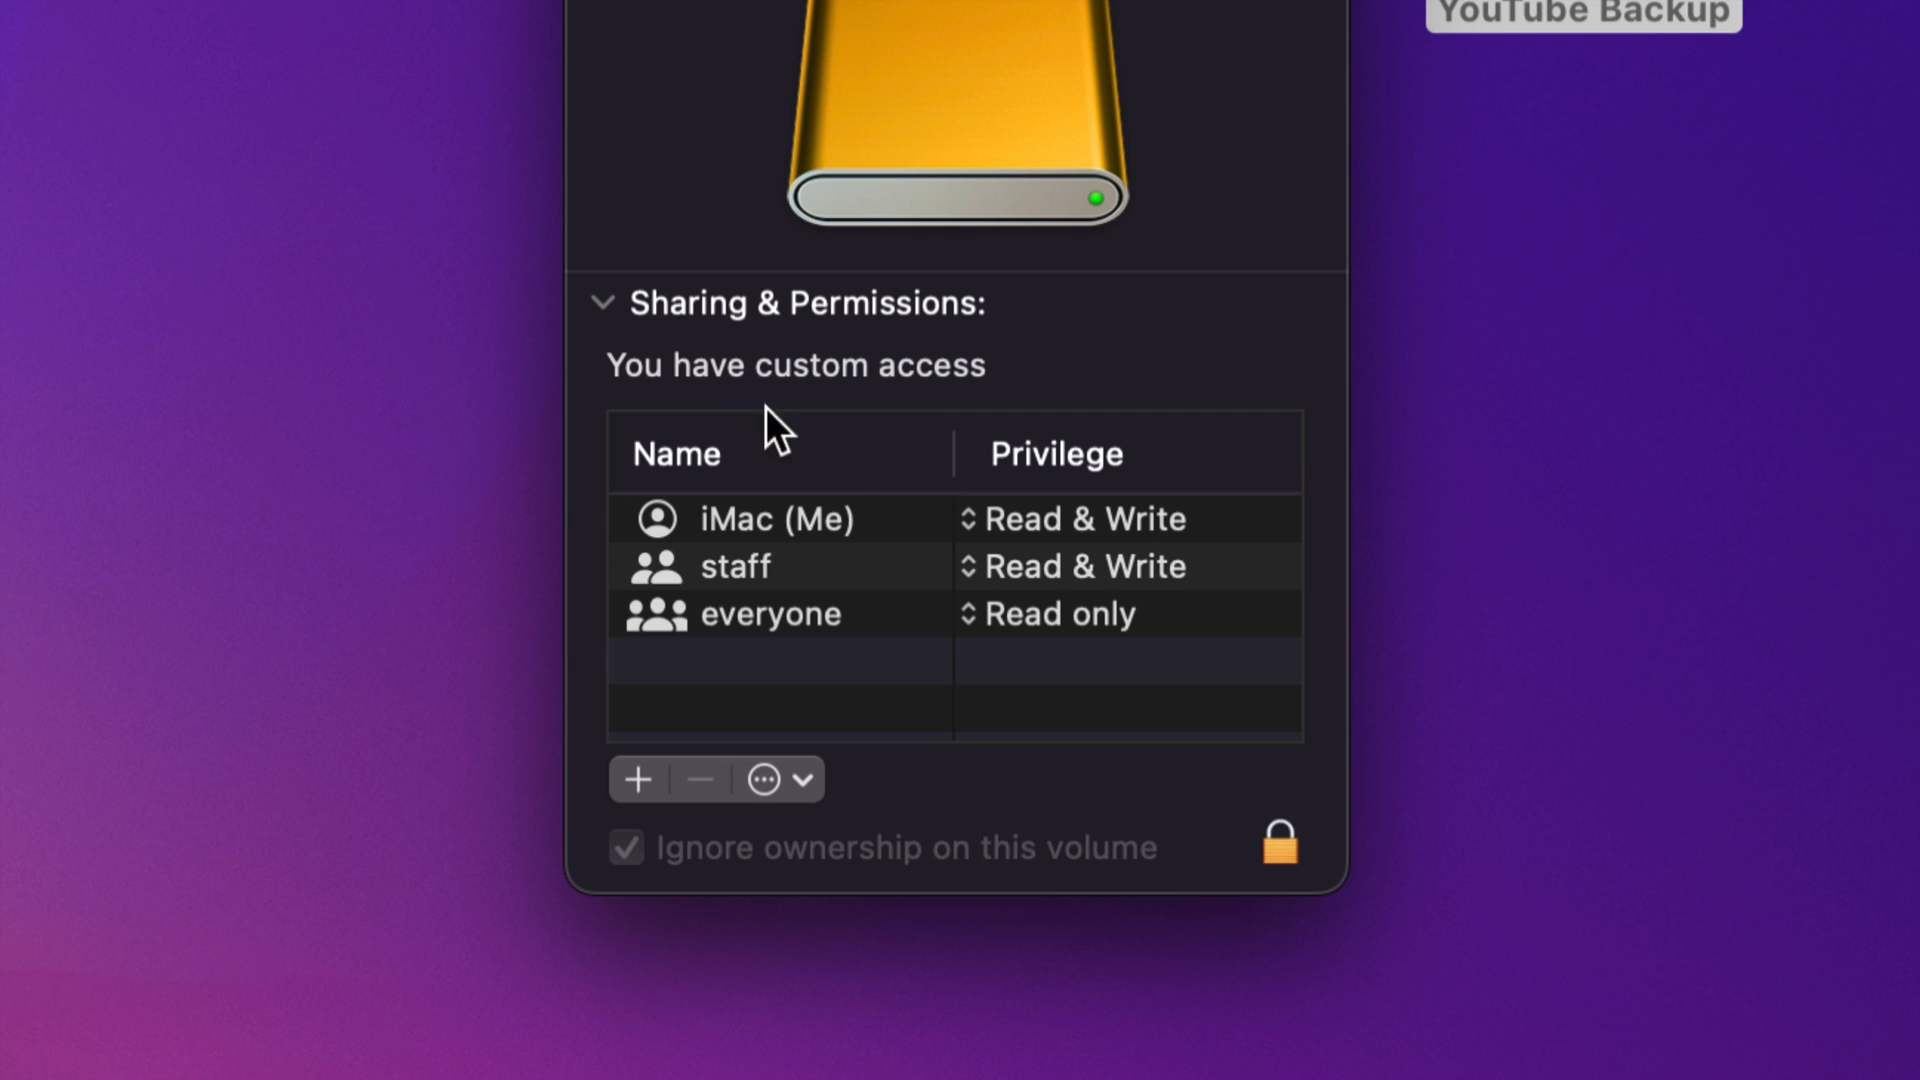 YouTube Backup
Sharing & Permissions:
You have custom access
Name Privilege
iMac (Me) Read & Write
staff Read & Write
everyone Read only
Ignore ownership on this volume